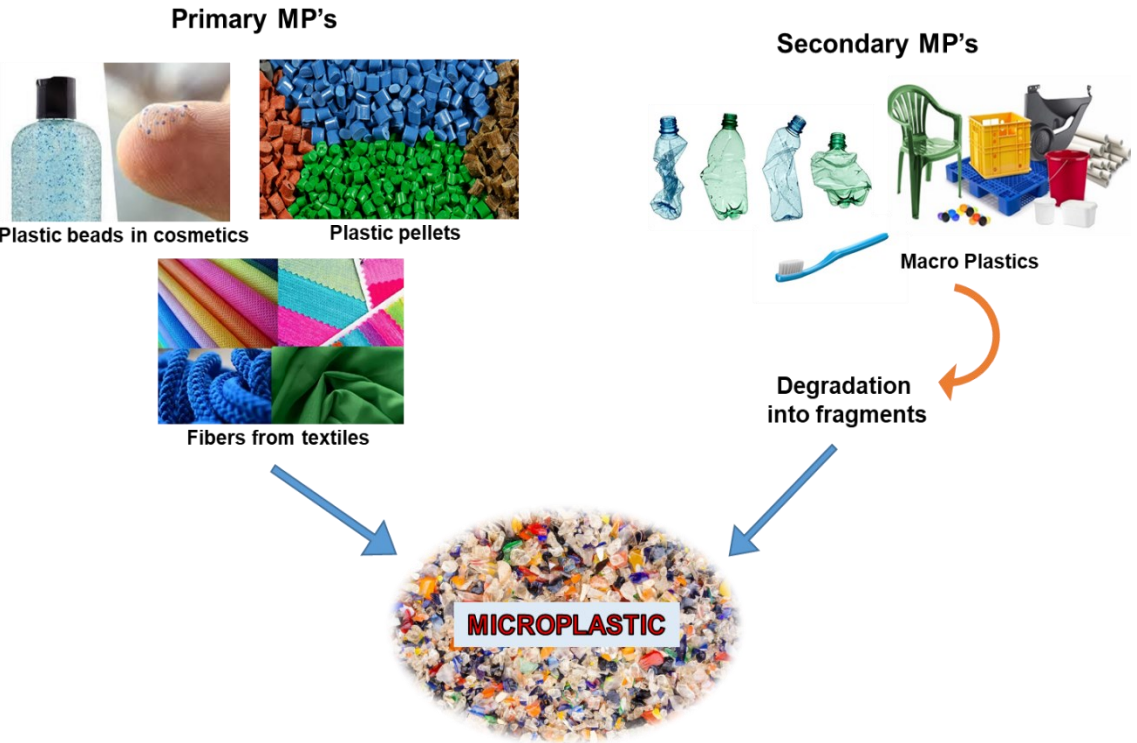 Primary MP's
Secondary MP's
Plastic beads in cosmetics
Plastic pellets
Macro Plastics
Fibers from textiles
Degradation
into fragments
MICROPLASTIC